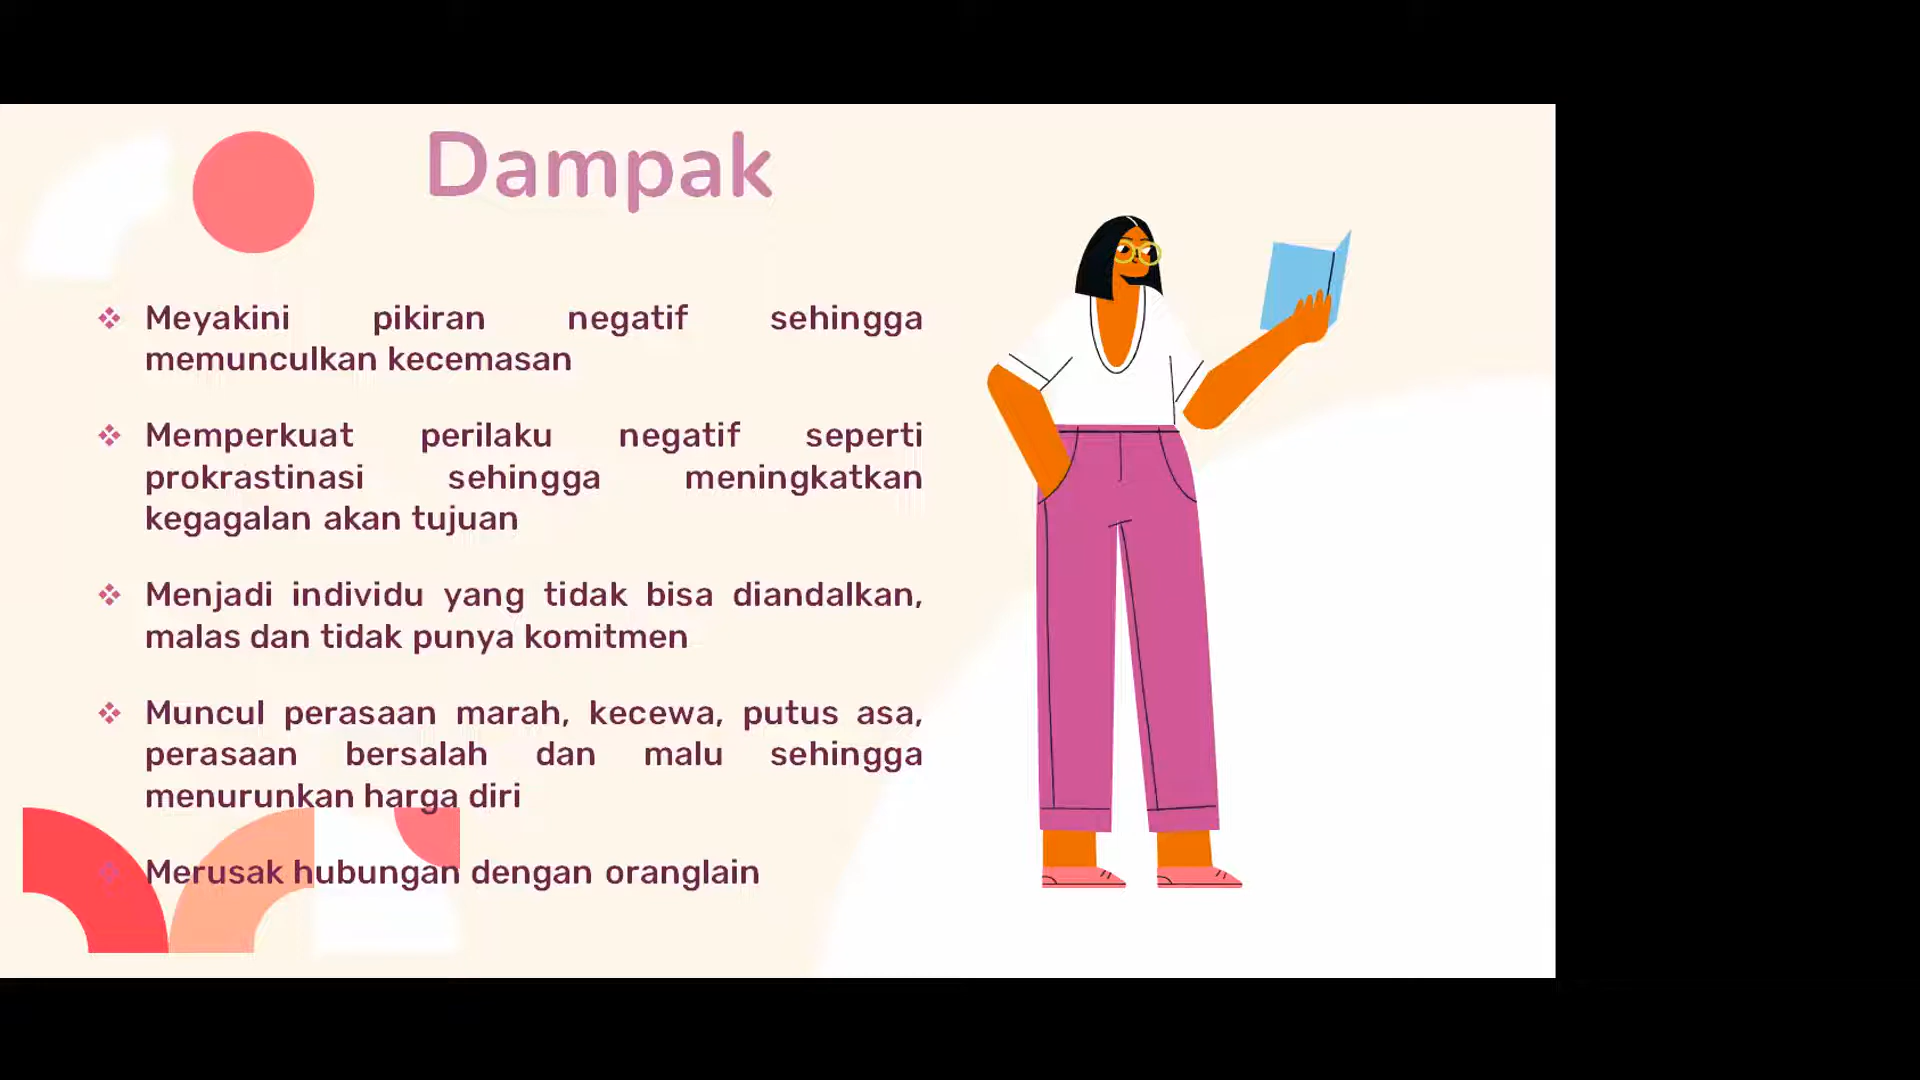 Dampak
❖ Meyakini pikiran negatif sehingga
memunculkan kecemasan
❖ Memperkuat perilaku negatif seperti
prokrastinasi sehingga meningkatkan
kegagalan akan tujuan
❖ Menjadi individu yang tidak bisa diandalkan,
malas dan tidak punya komitmen
❖ Muncul perasaan marah, kecewa, putus asa,
perasaan bersalah dan malu sehingga
menurunkan harga diri
❖ Merusak hubungan dengan oranglain